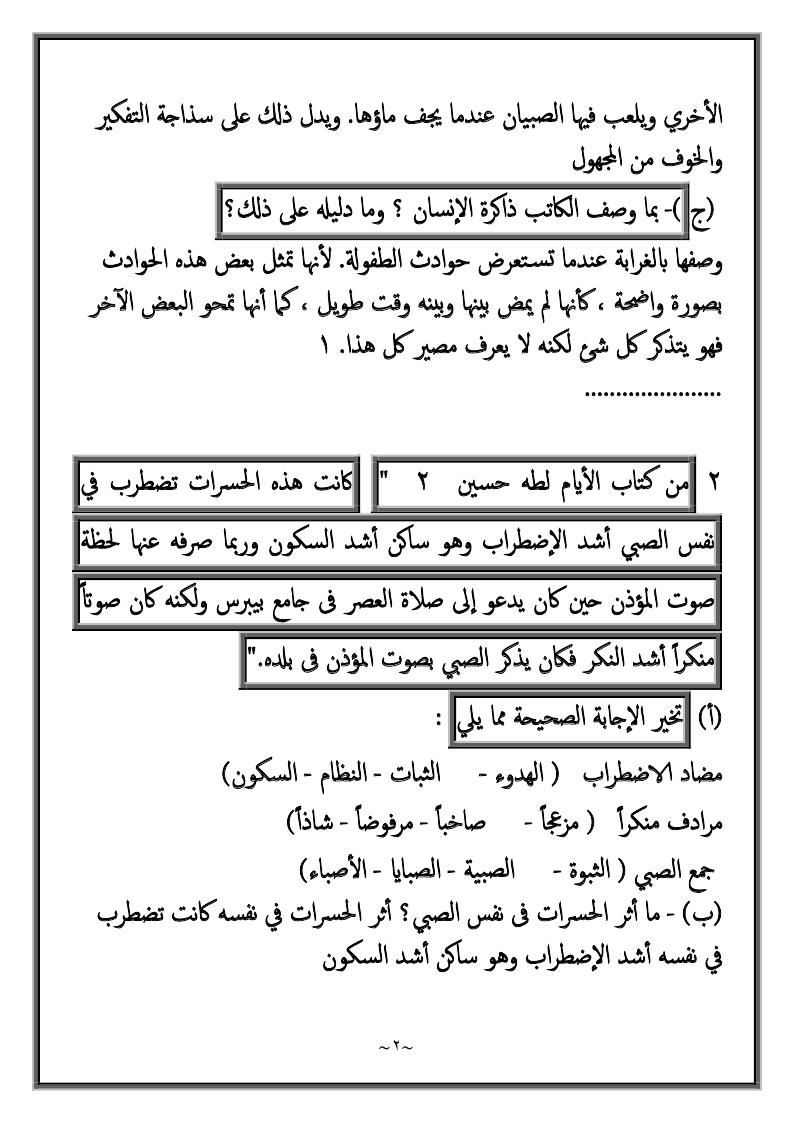 الأخري ويلعب فيها الصبيان عندما يجف ماؤها. ويدل ذلك على سذاجة التفكير
والخوف من المجهول
(ج)- بما وصف الكاتب ذاكرة الإنسان ؟ وما دليله على ذلك؟
وصفها بالغرابة عندما تستعرض حوادث الطفولة. لأنها تمثل بعض هذه الحوادث
بصورة واضحة ، كأنها لم يمض بينها وبينه وقت طويل ، كما أنها تمحو البعض الآخر
فهو يتذكر كل شئ لكنه لا يعرف مصير كل هذا. ١
......................
٢ من كتاب الأيام لطه حسين ٢ " كانت هذه الحسرات تضطرب في
نفس الصبي أشد الإضطراب وهو ساكن أشد السكون وربما صرفه عنها لحظة
صوت المؤذن حين كان يدعو إلى صلاة العصر فى جامع بيبرس ولكنه كان صوتاً
منكراً أشد النكر فكان يذكر الصبي بصوت المؤذن فى بلده."
(أ) تخير الإجابة الصحيحة مما يلي :
مضاد الاضطراب ( الهدوء - الثبات - النظام - السكون)
مرادف منكراً ( مزعجاً - صاخباً - مرفوضاً - شاذاً)
جمع الصبي ( الثبوة - الصبية - الصبايا - الأصباء)
(ب) - ما أثر الحسرات فى نفس الصبي؟ أثر الحسرات في نفسه كانت تضطرب
في نفسه أشد الإضطراب وهو ساكن أشد السكون
~٢~